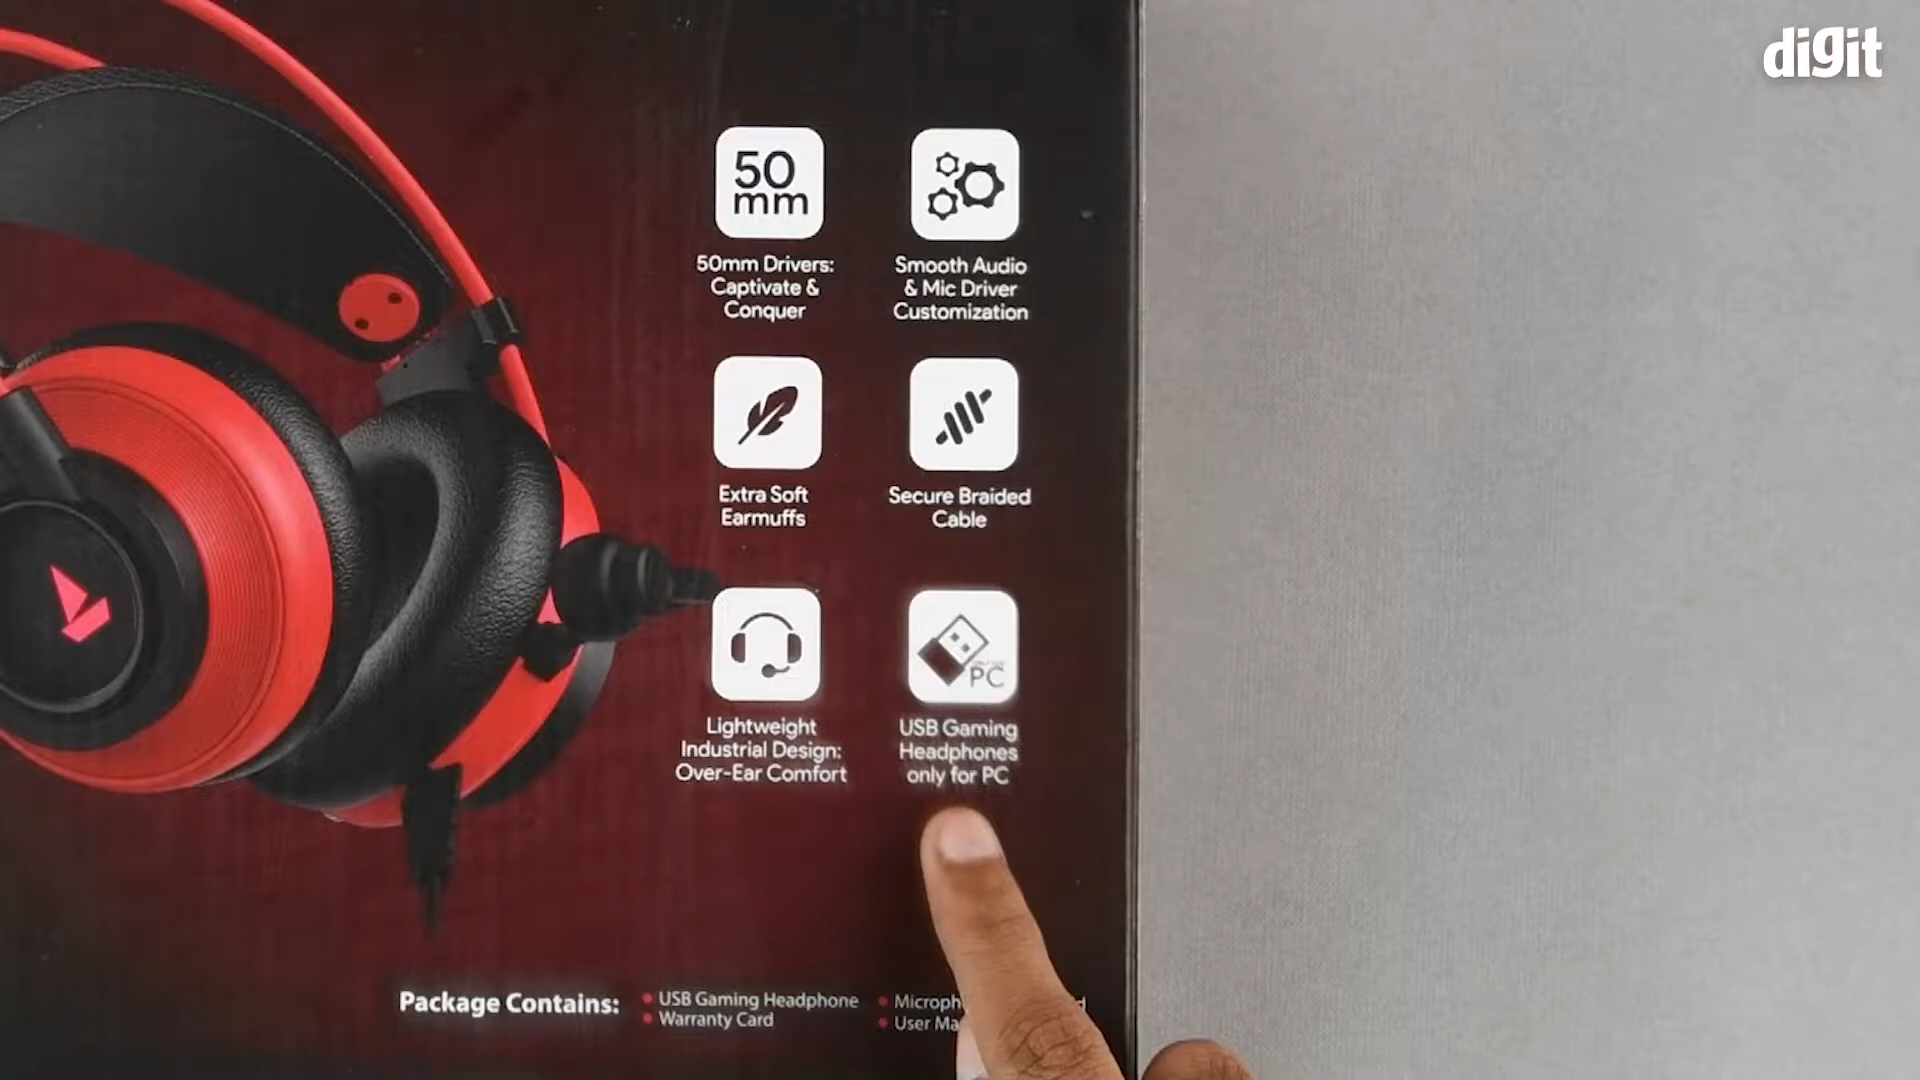 digit
50
mm
50mm Drivers:
Captivate &
Conquer
Smooth Audio
& Mic Driver
Customization
Extra Soft
Earmuffs
Secure Braided
Cable
PC
Lightweight
Industrial Design:
Over-Ear Comfort
USB Gaming
Headphones
only for PC
Package Contains:
• USB Gaming Headphone
• Warranty Card